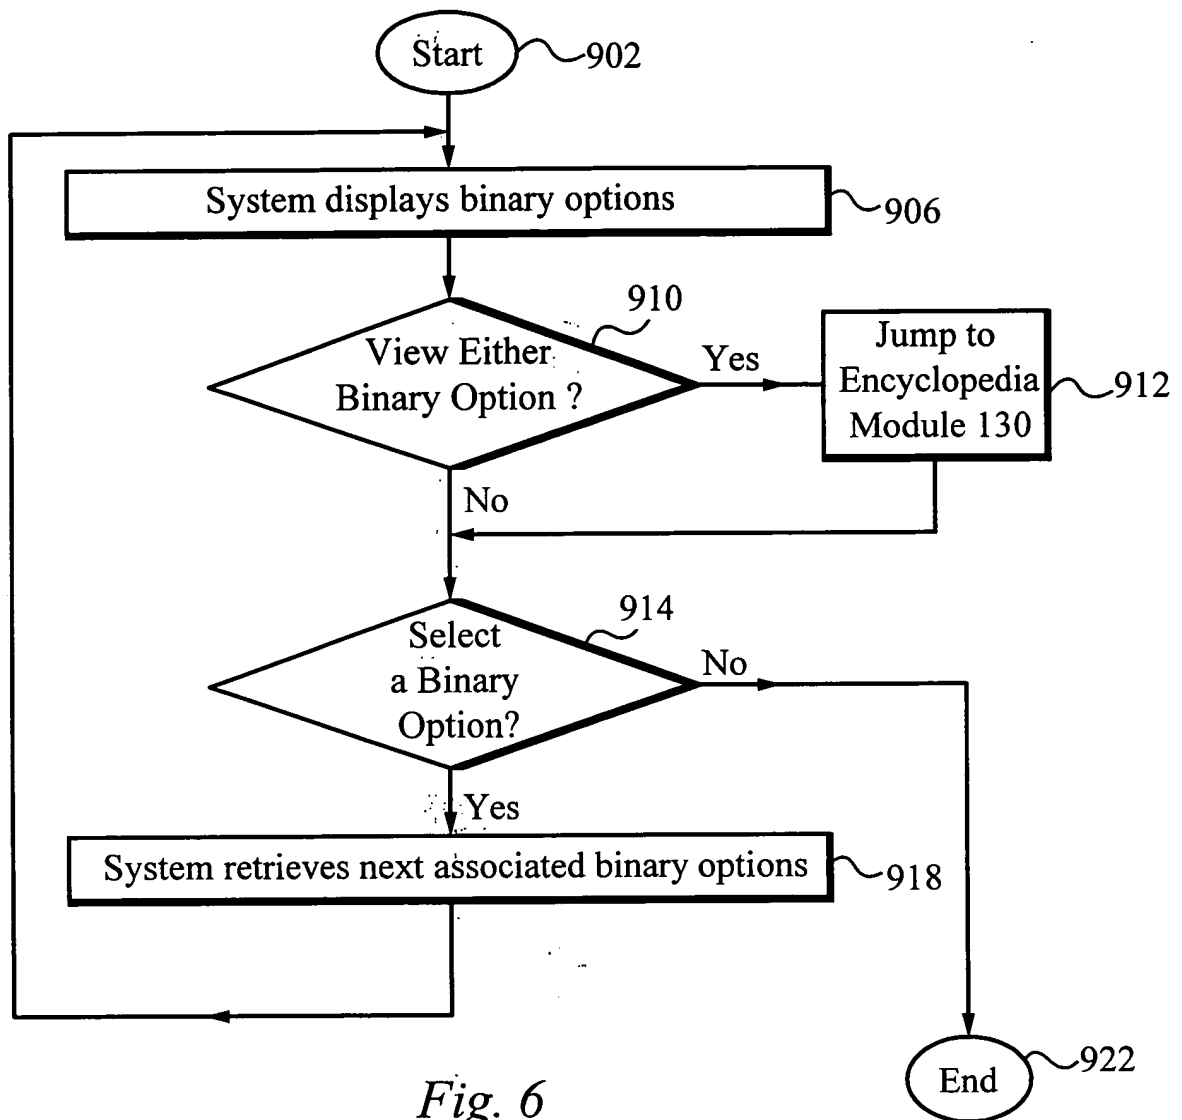 Start
902
System displays binary options
906
910
View Either
Binary Option ?
Yes
Jump to
Encyclopedia
Module 130
912
No
914
Select
a Binary
Option?
No
Yes
System retrieves next associated binary options
918
End
922
Fig. 6